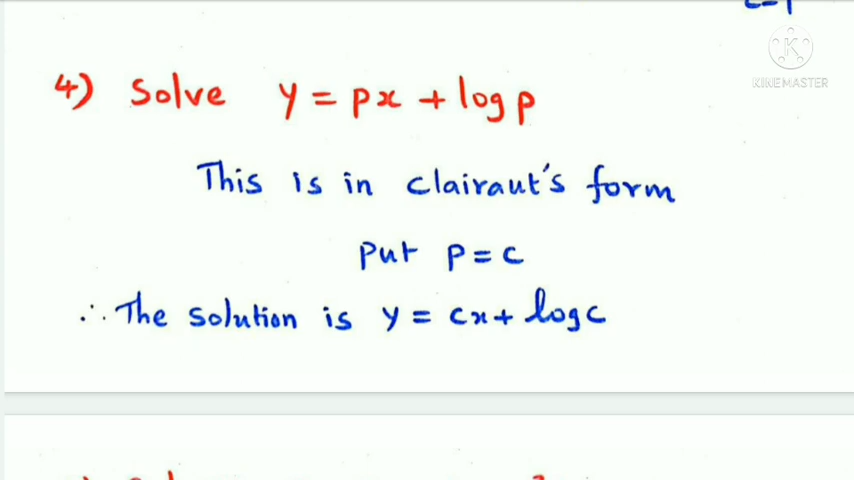 KINEMASTER
4) Solve y = px + log p
This is in clairaut's form
put p = c
∴ The solution is y = cx + log c